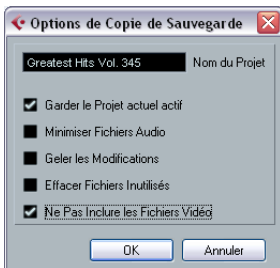 Options de Copie de Sauvegarde
Greatest Hits Vol. 345 Nom du Projet
Garder le Projet actuel actif
Minimiser Fichiers Audio
Geler les Modifications
Effacer Fichiers Inutilisés
Ne Pas Inclure les Fichiers Vidéo
OK Annuler